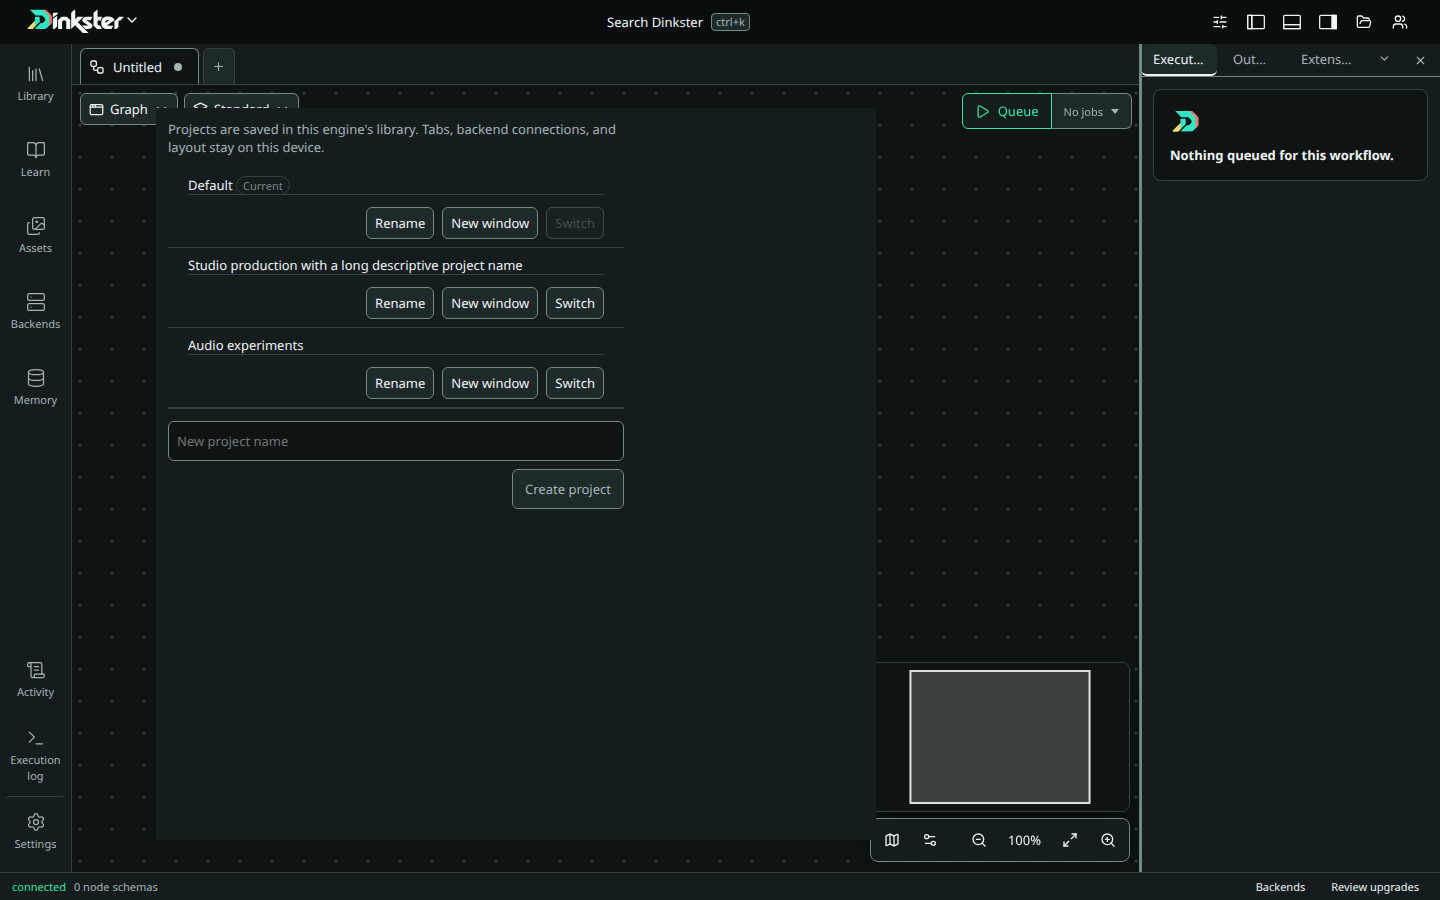 Dinkster
Search Dinkster ctrl+k
Untitled
+
Execut... Out... Extens...
Library
Learn
Assets
Backends
Memory
Activity
Execution
log
Settings
Graph
Standard
Queue No jobs
Nothing queued for this workflow.
Projects are saved in this engine's library. Tabs, backend connections, and
layout stay on this device.
Default Current
Rename New window Switch
Studio production with a long descriptive project name
Rename New window Switch
Audio experiments
Rename New window Switch
New project name
Create project
100%
connected 0 node schemas
Backends Review upgrades